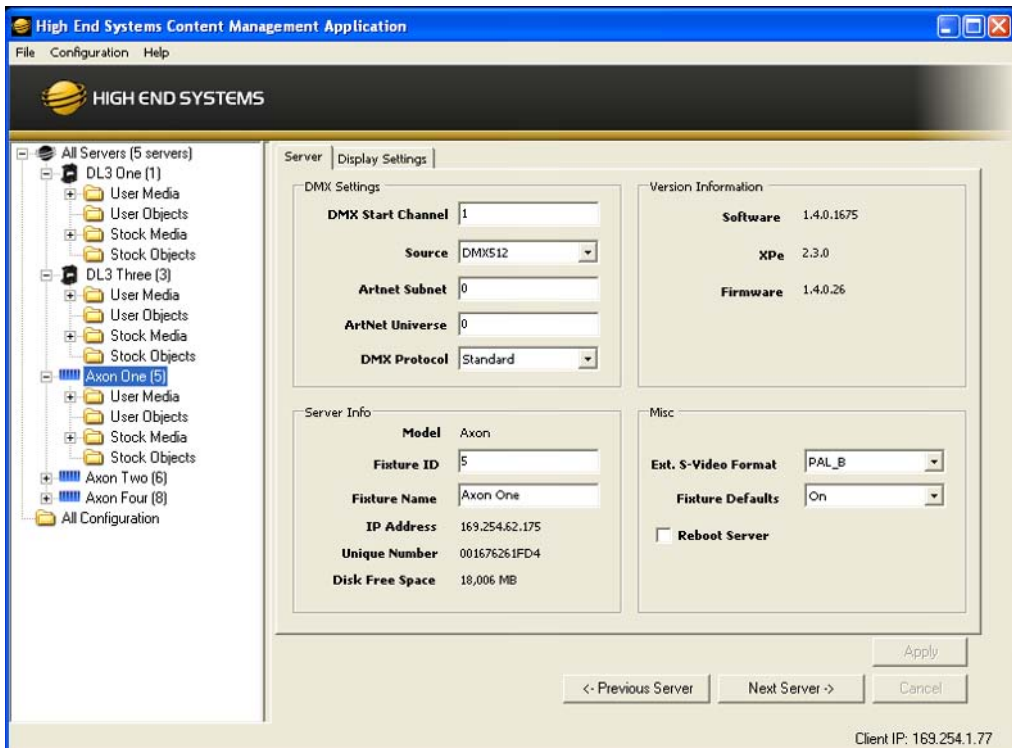 High End Systems Content Management Application
File Configuration Help
HIGH END SYSTEMS
All Servers (5 servers)
DL3 One (1)
User Media
User Objects
Stock Media
Stock Objects
DL3 Three (3)
User Media
User Objects
Stock Media
Stock Objects
Axon One (5)
User Media
User Objects
Stock Media
Stock Objects
Axon Two (6)
Axon Four (8)
All Configuration
Server Display Settings
DMX Settings
DMX Start Channel 1
Source DMX512
Artnet Subnet 0
ArtNet Universe 0
DMX Protocol Standard
Version Information
Software 1.4.0.1675
XPe 2.3.0
Firmware 1.4.0.26
Server Info
Model Axon
Fixture ID 5
Fixture Name Axon One
IP Address 169.254.62.175
Unique Number 001676261FD4
Disk Free Space 18,006 MB
Misc
Ext. S-Video Format PAL_B
Fixture Defaults On
Reboot Server
Apply
<- Previous Server Next Server -> Cancel
Client IP: 169.254.1.77